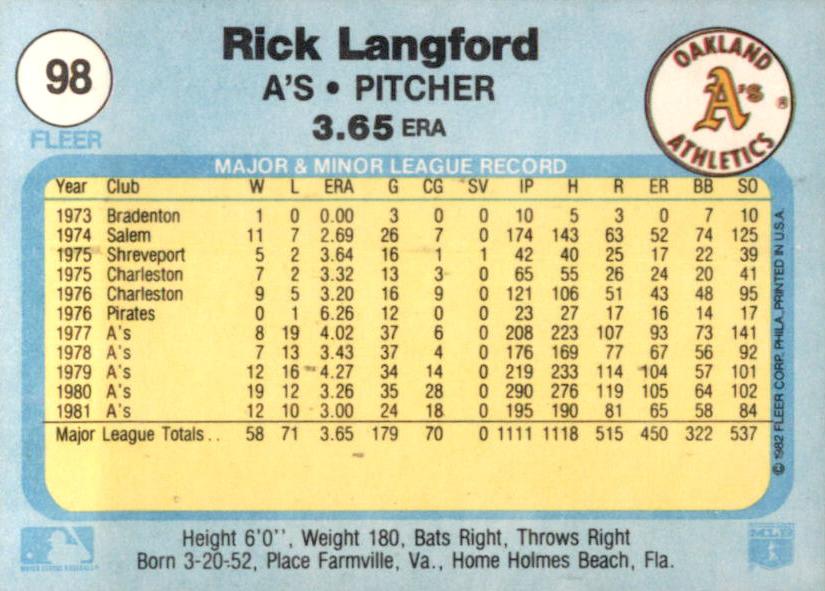 98
FLEER
Rick Langford
A'S • PITCHER
3.65 ERA
OAKLAND
A's
ATHLETICS
®
MAJOR & MINOR LEAGUE RECORD
Year Club W L ERA G CG SV IP H R ER BB SO
1973 Bradenton 1 0 0.00 3 0 0 10 5 3 0 7 10
1974 Salem 11 7 2.69 26 7 0 174 143 63 52 74 125
1975 Shreveport 5 2 3.64 16 1 1 42 40 25 17 22 39
1975 Charleston 7 2 3.32 13 3 0 65 55 26 24 20 41
1976 Charleston 9 5 3.20 16 9 0 121 106 51 43 48 95
1976 Pirates 0 1 6.26 12 0 0 23 27 17 16 14 17
1977 A's 8 19 4.02 37 6 0 208 223 107 93 73 141
1978 A's 7 13 3.43 37 4 0 176 169 77 67 56 92
1979 A's 12 16 4.27 34 14 0 219 233 114 104 57 101
1980 A's 19 12 3.26 35 28 0 290 276 119 105 64 102
1981 A's 12 10 3.00 24 18 0 195 190 81 65 58 84
Major League Totals . . 58 71 3.65 179 70 0 1111 1118 515 450 322 537
© 1982 FLEER CORP. PHILA., PRINTED IN U.S.A.
Height 6'0'', Weight 180, Bats Right, Throws Right
Born 3-20-52, Place Farmville, Va., Home Holmes Beach, Fla.
MAJOR LEAGUE BASEBALL
MLB